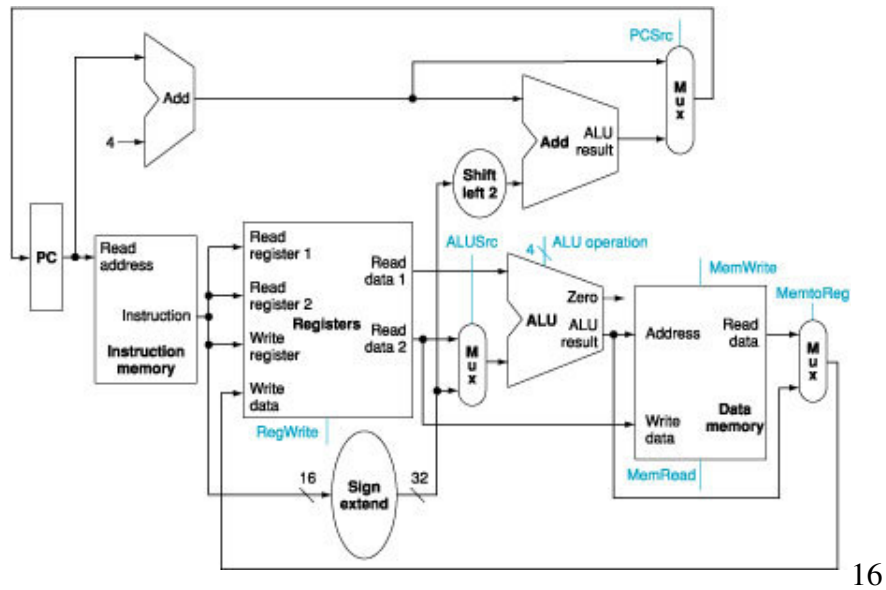 PCSrc
Mux
Add
4
Add
ALU
result
Shift
left 2
PC
Read
address
Instruction
Instruction
memory
Read
register 1
Read
register 2
Write
register
Write
data
Registers
Read
data 1
Read
data 2
RegWrite
16
Sign
extend
32
ALUSrc
Mux
4
ALU operation
Zero
ALU
ALU
result
MemWrite
Address
Read
data
Write
data
Data
memory
MemRead
MemtoReg
Mux
16